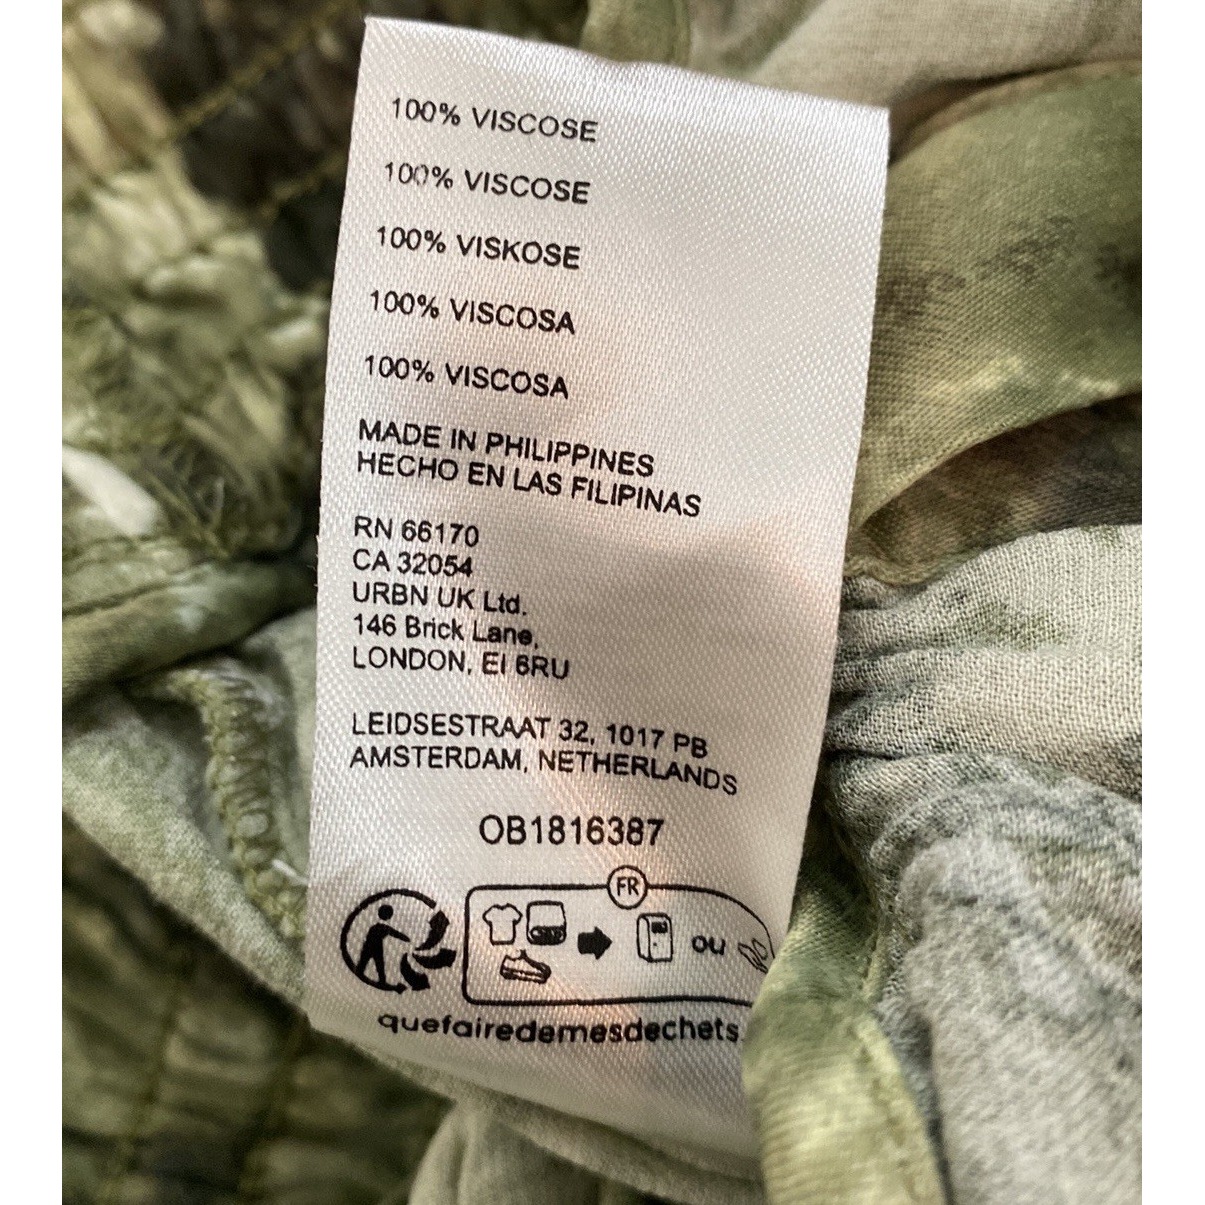 100% VISCOSE
100% VISCOSE
100% VISKOSE
100% VISCOSA
100% VISCOSA
MADE IN PHILIPPINES
HECHO EN LAS FILIPINAS
RN 66170
CA 32054
URBN UK Ltd.
146 Brick Lane,
LONDON, EI 6RU
LEIDSESTRAAT 32, 1017 PB
AMSTERDAM, NETHERLANDS
OB1816387
FR
ou
quefairedemesdechets.